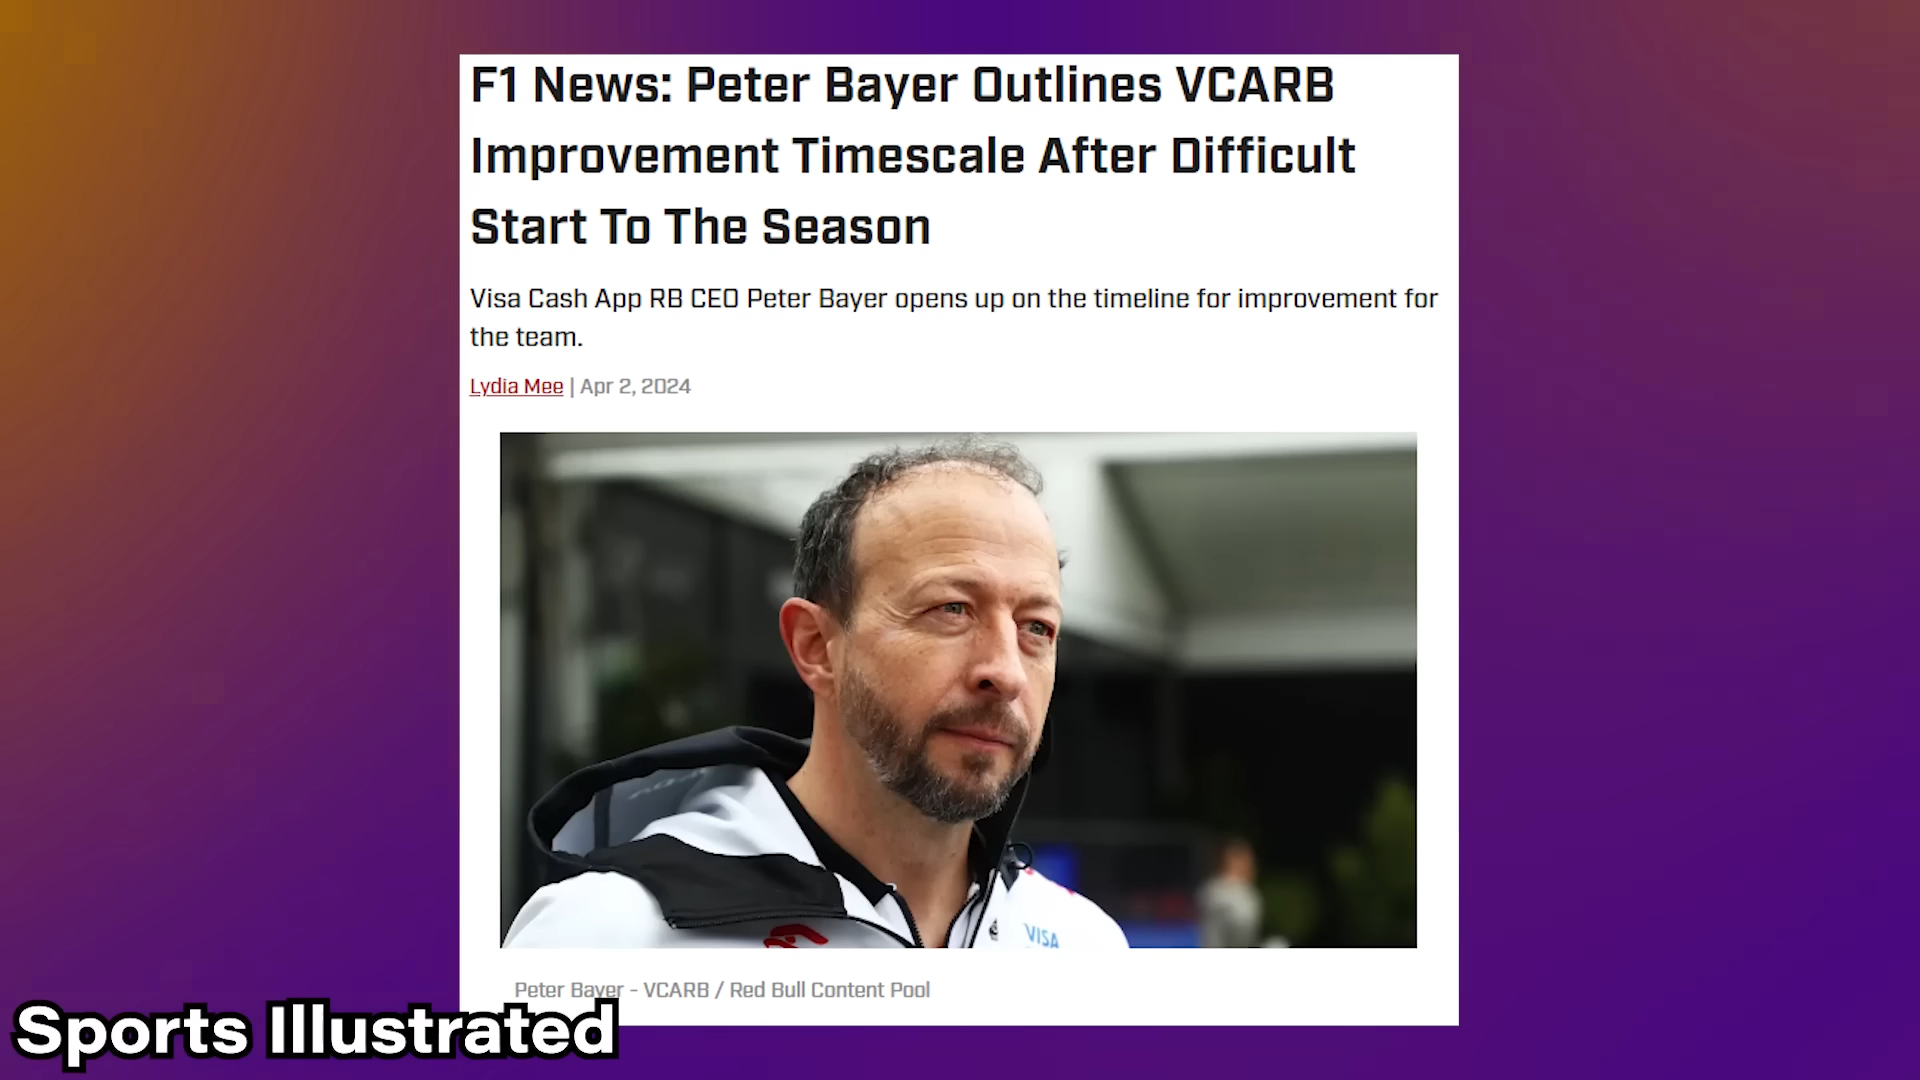 F1 News: Peter Bayer Outlines VCARB
Improvement Timescale After Difficult
Start To The Season
Visa Cash App RB CEO Peter Bayer opens up on the timeline for improvement for
the team.
Lydia Mee | Apr 2, 2024
VISA
Peter Bayer - VCARB / Red Bull Content Pool
Sports Illustrated